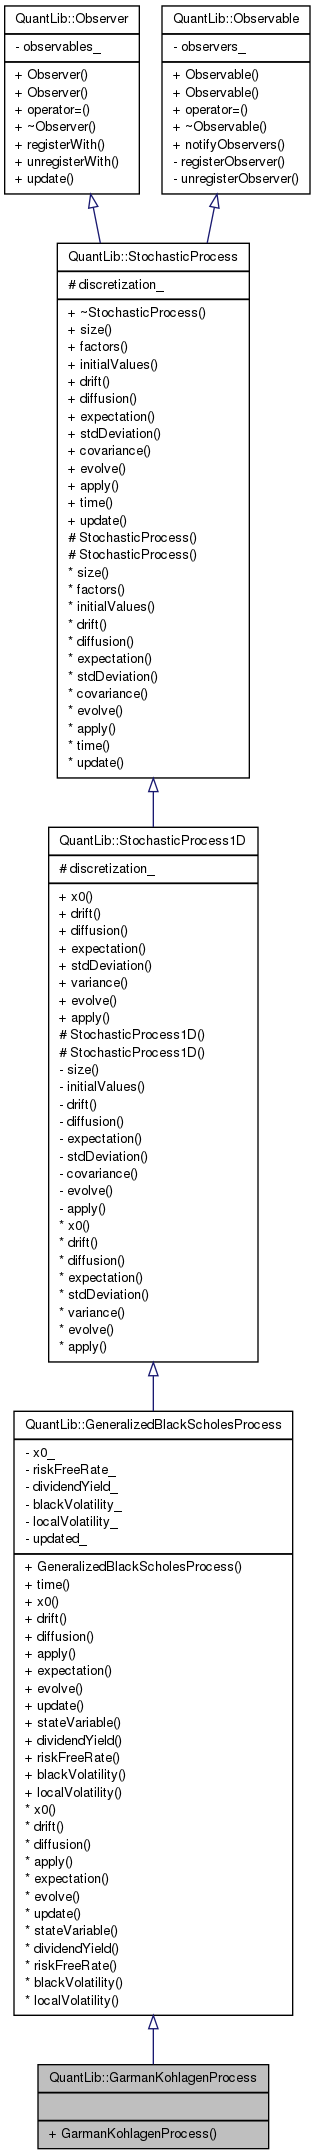 QuantLib::Observer
- observables_
+ Observer()
+ Observer()
+ operator=()
+ ~Observer()
+ registerWith()
+ unregisterWith()
+ update()
QuantLib::Observable
- observers_
+ Observable()
+ Observable()
+ operator=()
+ ~Observable()
+ notifyObservers()
- registerObserver()
- unregisterObserver()
QuantLib::StochasticProcess
# discretization_
+ ~StochasticProcess()
+ size()
+ factors()
+ initialValues()
+ drift()
+ diffusion()
+ expectation()
+ stdDeviation()
+ covariance()
+ evolve()
+ apply()
+ time()
+ update()
# StochasticProcess()
# StochasticProcess()
* size()
* factors()
* initialValues()
* drift()
* diffusion()
* expectation()
* stdDeviation()
* covariance()
* evolve()
* apply()
* time()
* update()
QuantLib::StochasticProcess1D
# discretization_
+ x0()
+ drift()
+ diffusion()
+ expectation()
+ stdDeviation()
+ variance()
+ evolve()
+ apply()
# StochasticProcess1D()
# StochasticProcess1D()
- size()
- initialValues()
- drift()
- diffusion()
- expectation()
- stdDeviation()
- covariance()
- evolve()
- apply()
* x0()
* drift()
* diffusion()
* expectation()
* stdDeviation()
* variance()
* evolve()
* apply()
QuantLib::GeneralizedBlackScholesProcess
- x0_
- riskFreeRate_
- dividendYield_
- blackVolatility_
- localVolatility_
- updated_
+ GeneralizedBlackScholesProcess()
+ time()
+ x0()
+ drift()
+ diffusion()
+ apply()
+ expectation()
+ evolve()
+ update()
+ stateVariable()
+ dividendYield()
+ riskFreeRate()
+ blackVolatility()
+ localVolatility()
* x0()
* drift()
* diffusion()
* apply()
* expectation()
* evolve()
* update()
* stateVariable()
* dividendYield()
* riskFreeRate()
* blackVolatility()
* localVolatility()
QuantLib::GarmanKohlagenProcess
+ GarmanKohlagenProcess()